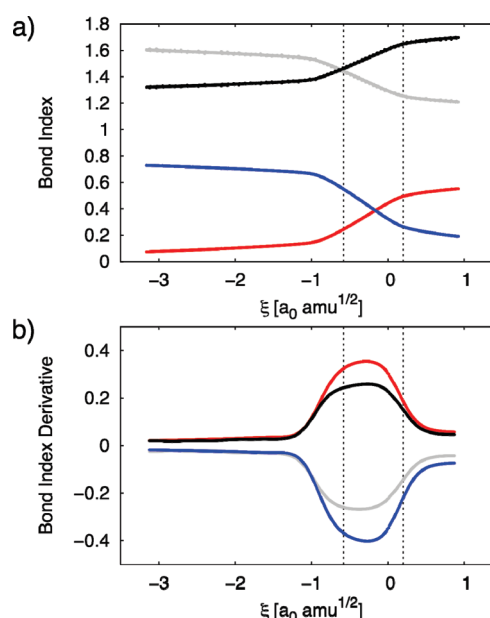 a)
Bond Index
1.8
1.6
1.4
1.2
1
0.8
0.6
0.4
0.2
0
−3 −2 −1 0 1
ξ [a₀ amu¹/²]
b)
Bond Index Derivative
0.4
0.2
0
−0.2
−0.4
−3 −2 −1 0 1
ξ [a₀ amu¹/²]